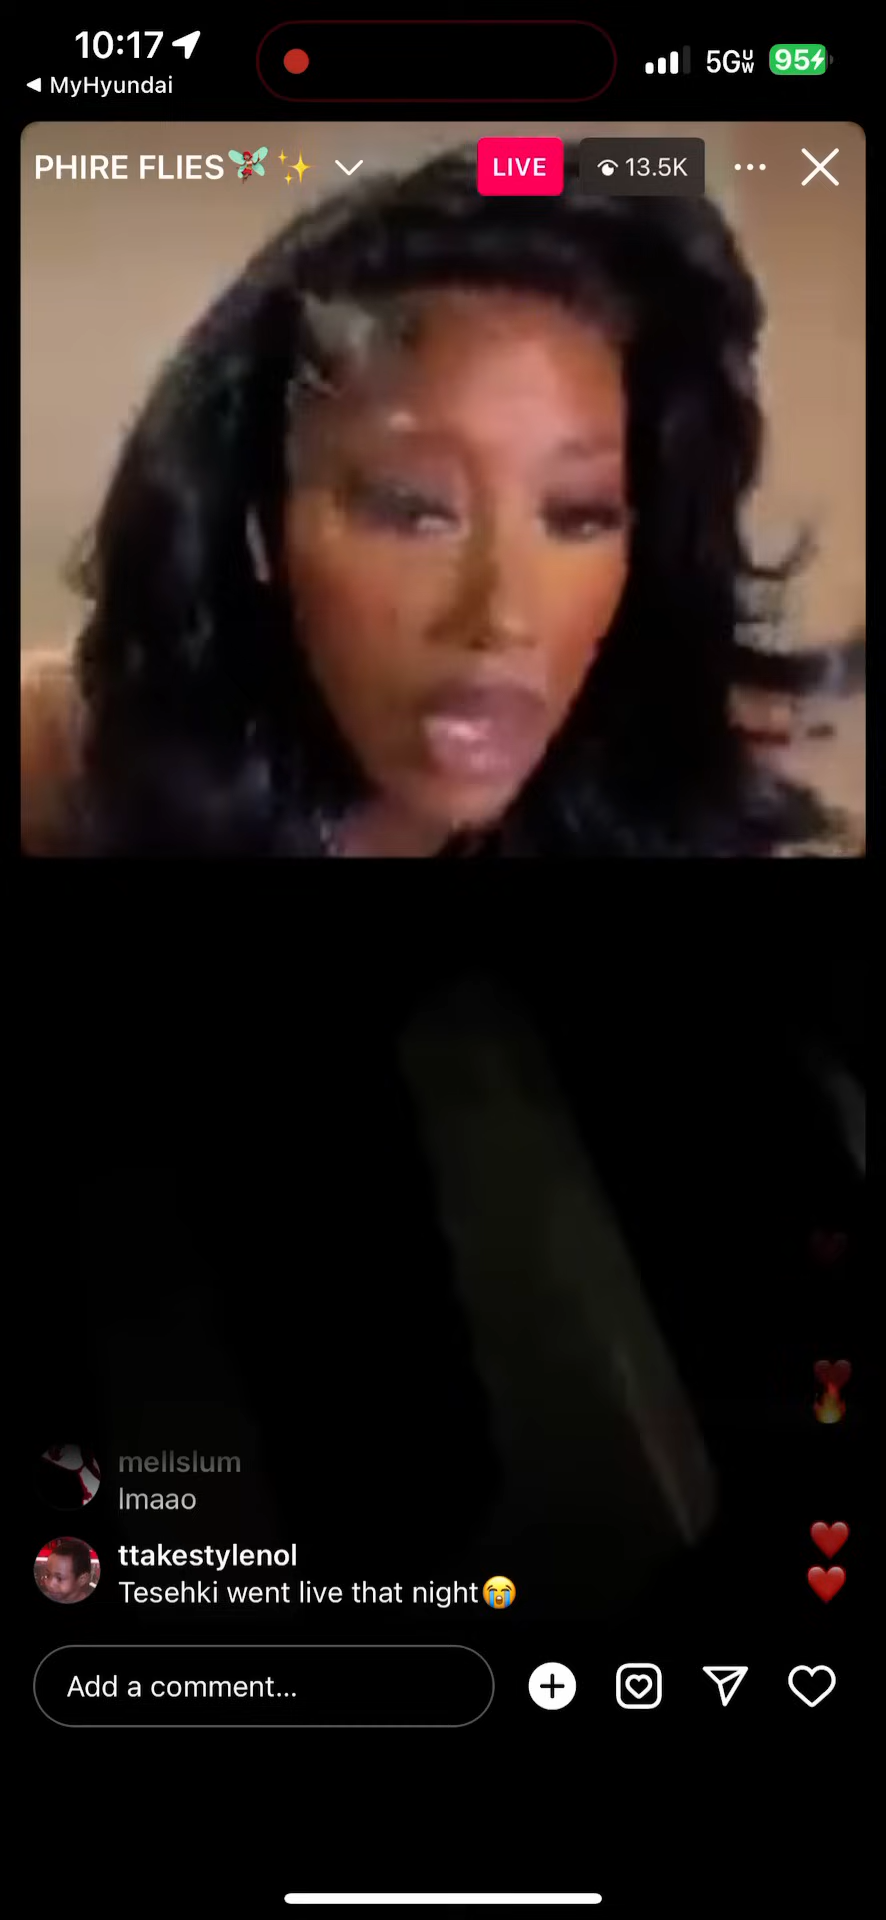 10:17
5G UW
95
◀ MyHyundai
PHIRE FLIES🧚✨
LIVE
13.5K
mellslum
lmaao
ttakestylenol
Tesehki went live that night😭
Add a comment...